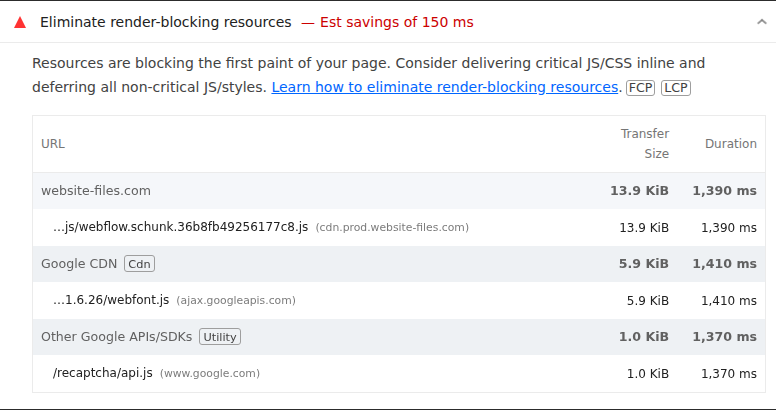 Eliminate render-blocking resources — Est savings of 150 ms
Resources are blocking the first paint of your page. Consider delivering critical JS/CSS inline and
deferring all non-critical JS/styles. Learn how to eliminate render-blocking resources. FCP LCP
URL Transfer Size Duration
website-files.com 13.9 KiB 1,390 ms
…js/webflow.schunk.36b8fb49256177c8.js (cdn.prod.website-files.com) 13.9 KiB 1,390 ms
Google CDN Cdn 5.9 KiB 1,410 ms
…1.6.26/webfont.js (ajax.googleapis.com) 5.9 KiB 1,410 ms
Other Google APIs/SDKs Utility 1.0 KiB 1,370 ms
/recaptcha/api.js (www.google.com) 1.0 KiB 1,370 ms